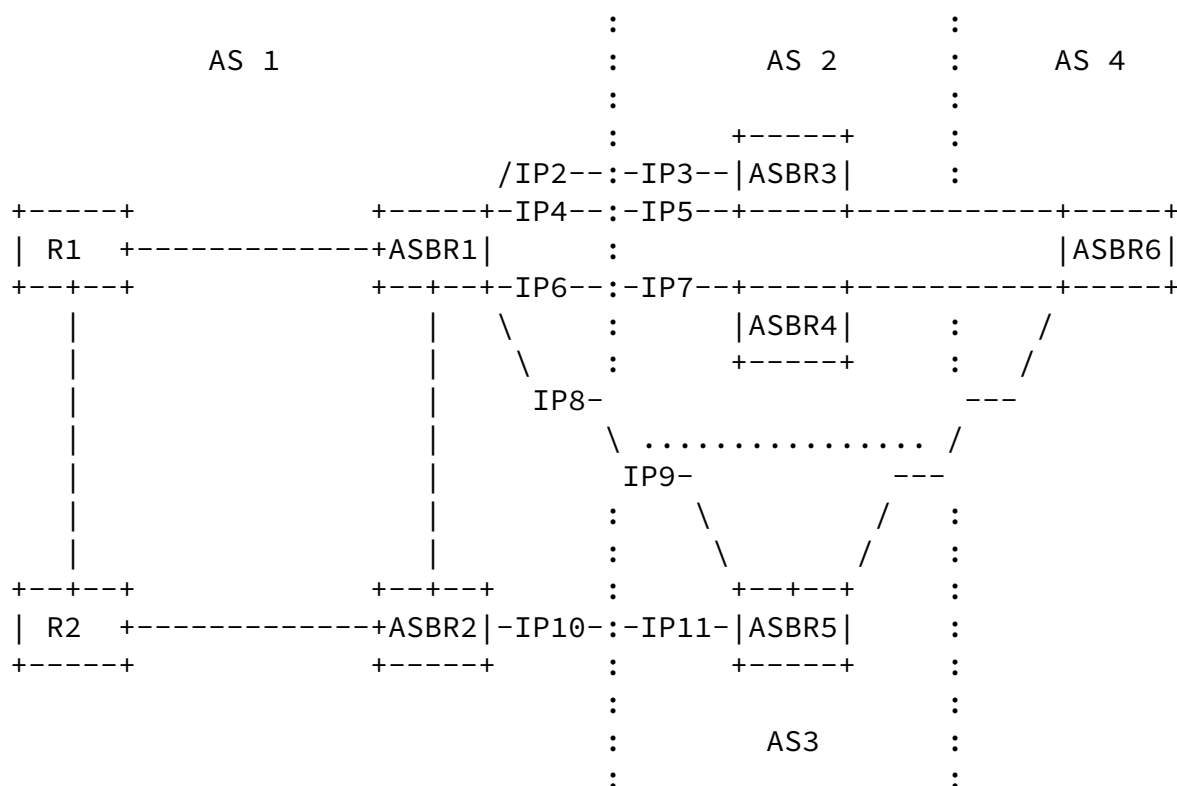 AS 1 : AS 2 : AS 4
/IP2--:-IP3--|ASBR3| :
+-----+ +-----+-IP4--:-IP5--+-----+-----------+-----+
| R1 +-------------+ASBR1| : |ASBR6|
+--+--+ +--+--+-IP6--:-IP7--+-----+-----------+-----+
| | \ : |ASBR4| : /
| | IP8- ---
| | IP9- ---
| R2 +-------------+ASBR2|-IP10-:-IP11-|ASBR5| :
: AS3 :